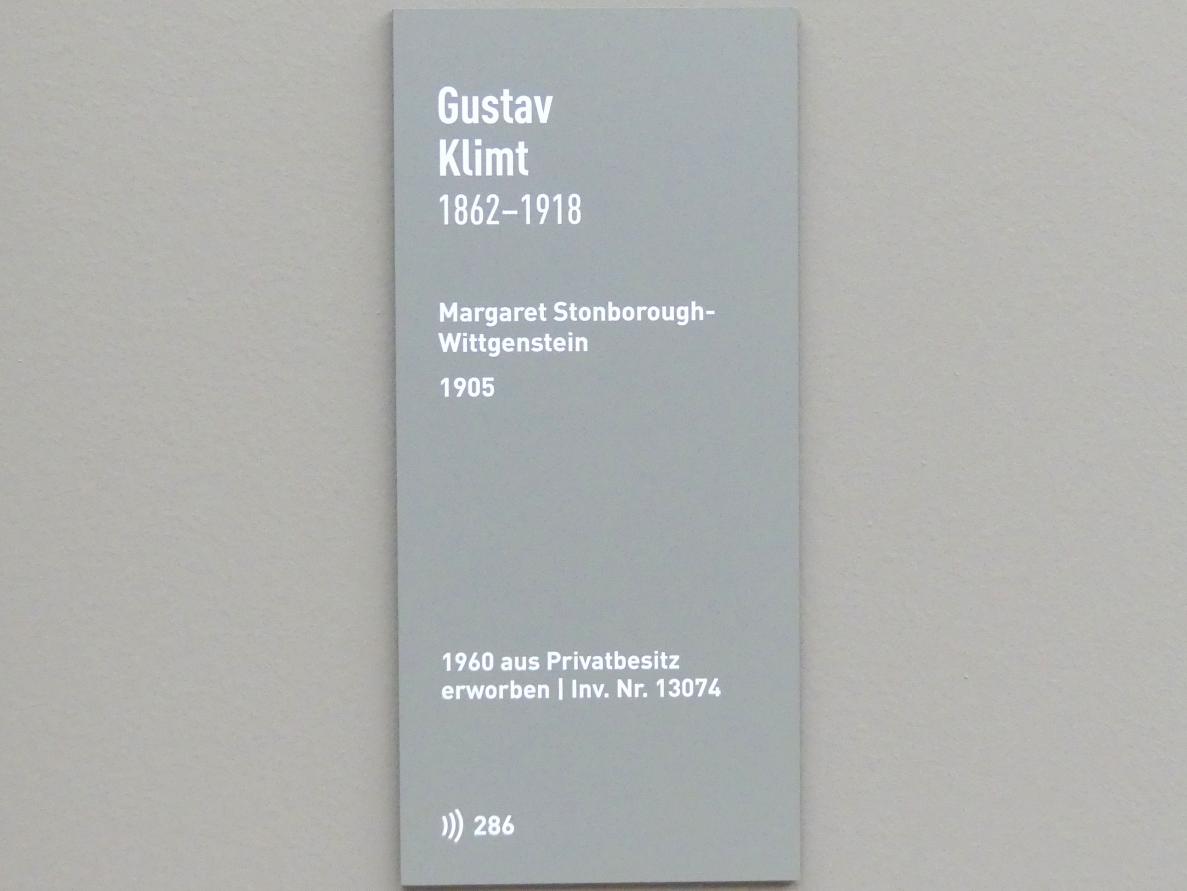 Gustav
Klimt
1862–1918
Margaret Stonborough-
Wittgenstein
1905
1960 aus Privatbesitz
erworben | Inv. Nr. 13074
286